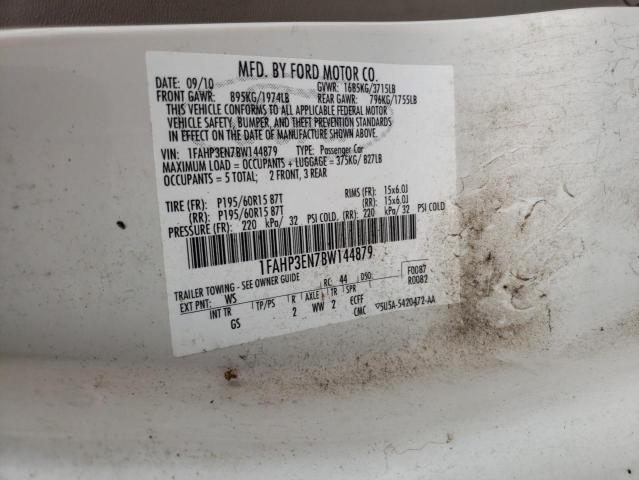 MFD. BY FORD MOTOR CO.
DATE: 09/10 GVWR: 1685KG/3715LB
FRONT GAWR: 895KG/1974LB REAR GAWR: 796KG/1755LB
THIS VEHICLE CONFORMS TO ALL APPLICABLE FEDERAL MOTOR
VEHICLE SAFETY, BUMPER, AND THEFT PREVENTION STANDARDS
IN EFFECT ON THE DATE OF MANUFACTURE SHOWN ABOVE.
VIN: 1FAHP3EN7BW144879 TYPE: Passenger Car
MAXIMUM LOAD = OCCUPANTS + LUGGAGE = 375KG/ 827LB
OCCUPANTS = 5 TOTAL: 2 FRONT, 3 REAR
TIRE (FR): P195/60R15 87T RIMS (FR): 15x6.0J
(RR): P195/60R15 87T (RR): 15x6.0J
PRESSURE (FR): 220 kPa/ 32 PSI COLD, (RR): 220 kPa/ 32 PSI COLD
1FAHP3EN7BW144879
TRAILER TOWING - SEE OWNER GUIDE RC: 44 DSO: F0087
EXT PNT: WS R0082
INT TR TP/PS R AXLE TR SPR
GS 2 WW 2 ECFF
CMC 5U5A-5420472-AA